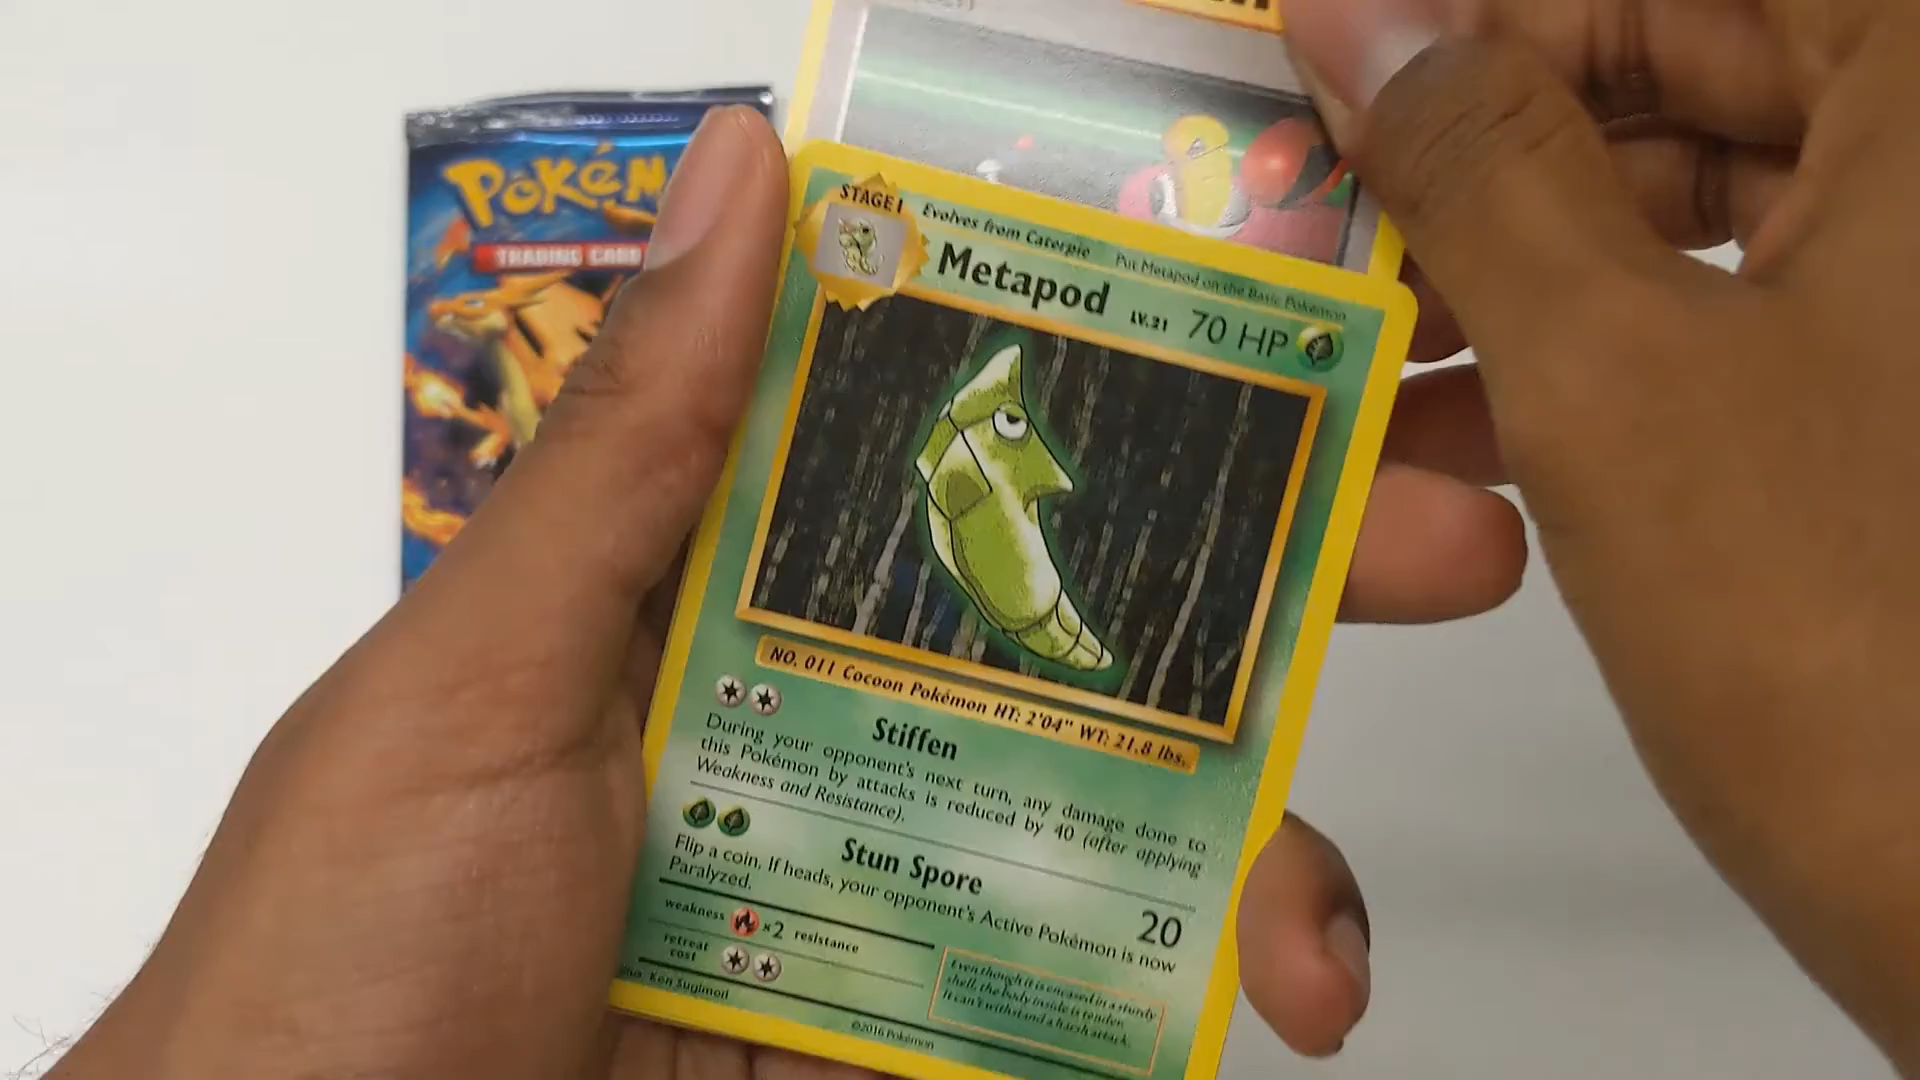 POKÉM
TRADING CARD
STAGE 1
Evolves from Caterpie
Put Metapod on the Basic Pokémon
Metapod LV.21 70 HP
NO. 011 Cocoon Pokémon HT: 2'04" WT: 21.8 lbs.
Stiffen
During your opponent's next turn, any damage done to
this Pokémon by attacks is reduced by 40 (after applying
Weakness and Resistance).
Stun Spore
20
Flip a coin. If heads, your opponent's Active Pokémon is now
Paralyzed.
weakness ×2 resistance
retreat
cost
Even though it is encased in a sturdy
shell, the body inside is tender.
It can't withstand a harsh attack.
Illus. Ken Sugimori
©2016 Pokémon